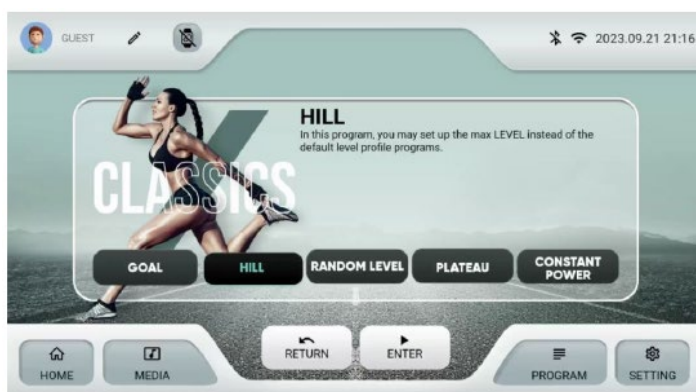 GUEST
2023.09.21 21:16
HILL
In this program, you may set up the max LEVEL instead of the
default level profile programs.
CLASSICS
GOAL
HILL
RANDOM LEVEL
PLATEAU
CONSTANT
POWER
HOME
MEDIA
RETURN
ENTER
PROGRAM
SETTING